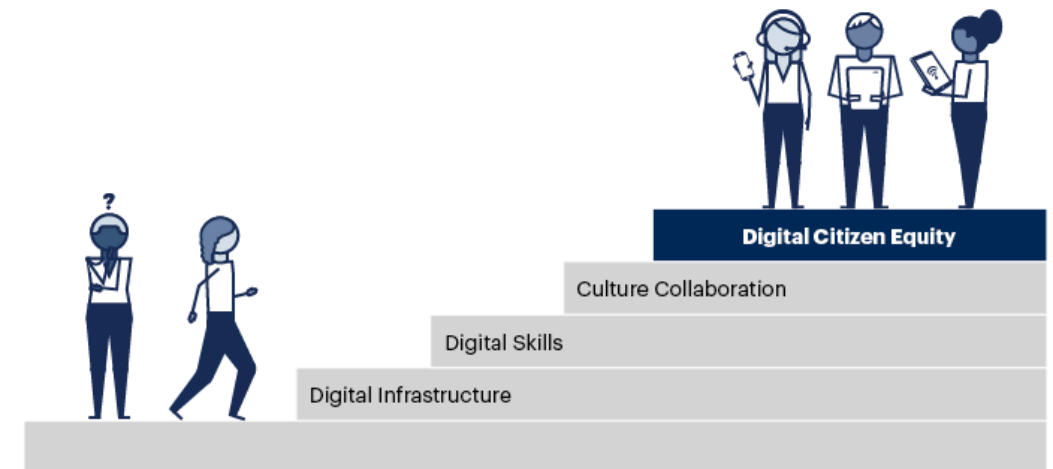 ?
Digital Citizen Equity
Culture Collaboration
Digital Skills
Digital Infrastructure